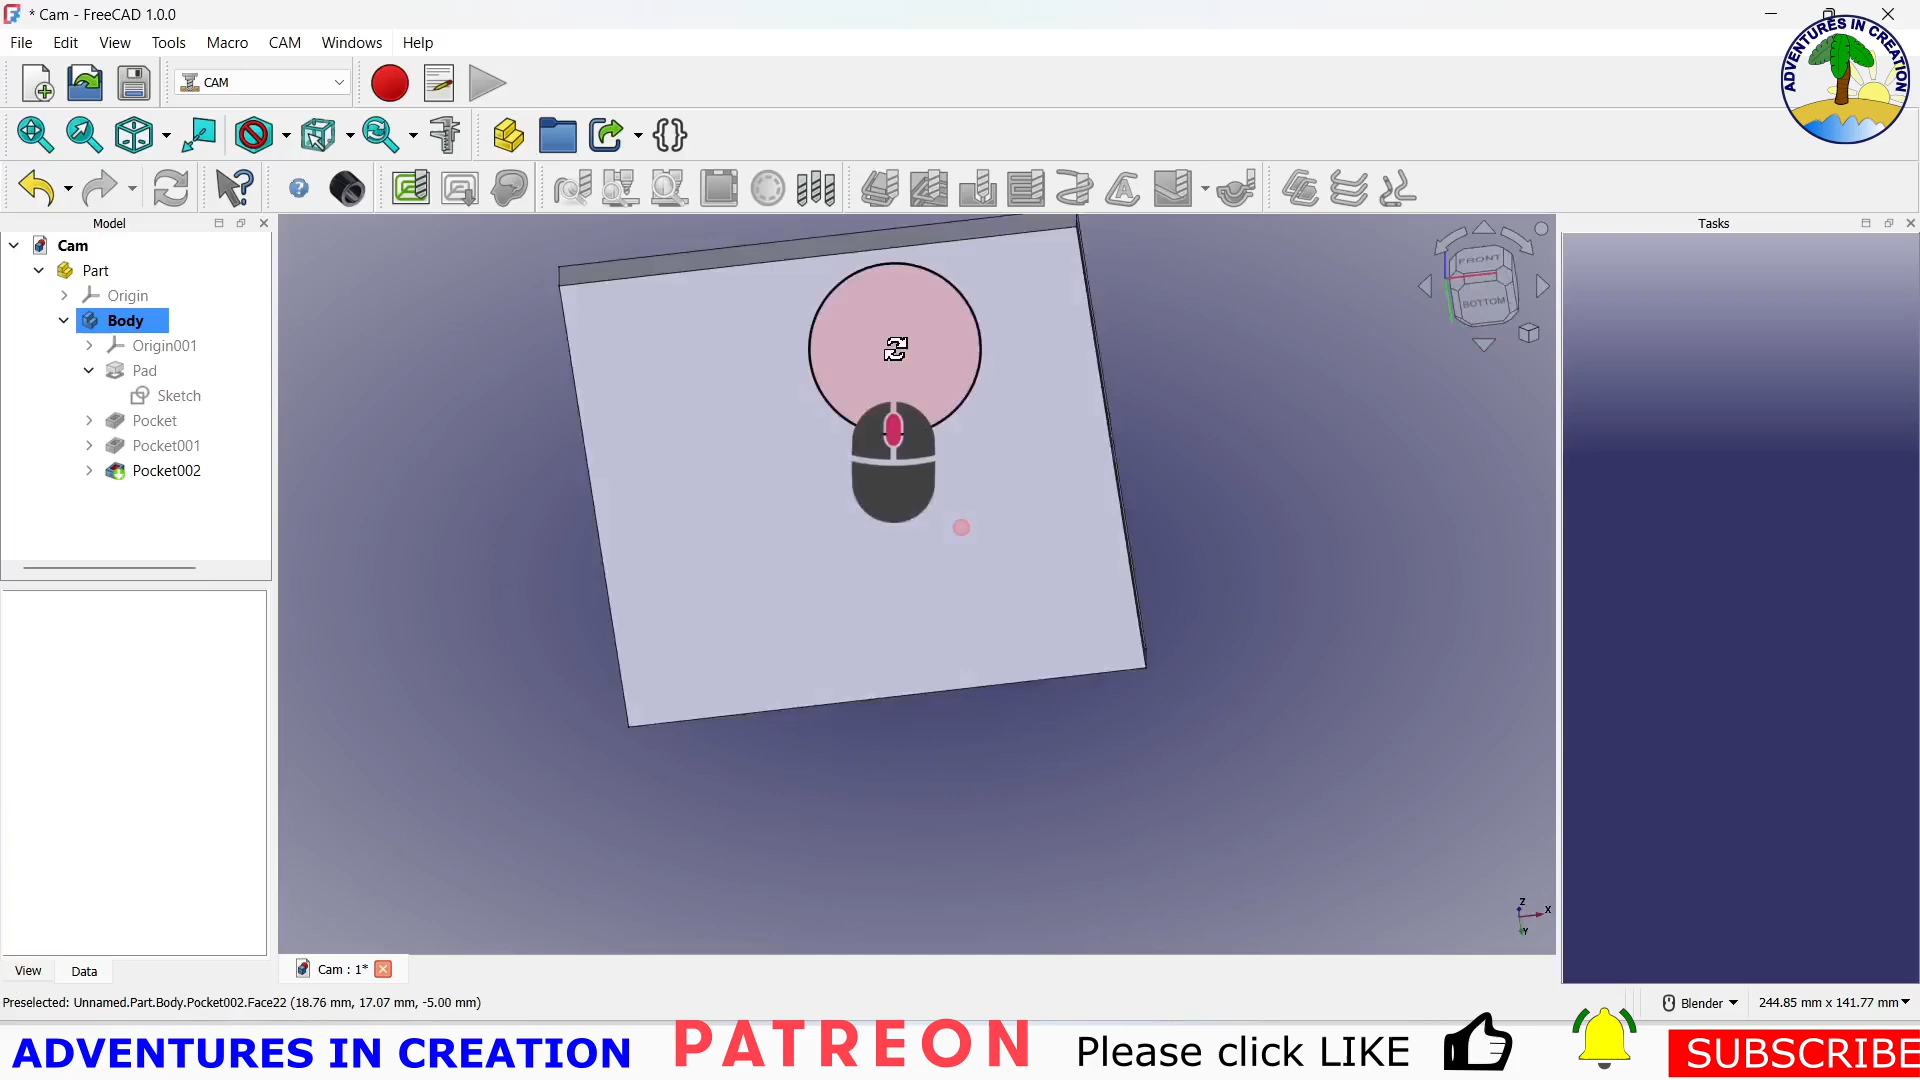 * Cam - FreeCAD 1.0.0
File Edit View Tools Macro CAM Windows Help
ADVENTURES IN CREATION
CAM
Model
Tasks
Cam
Part
Origin
Body
Origin001
Pad
Sketch
Pocket
Pocket001
Pocket002
FRONT
BOTTOM
Z
X
Y
View Data
Cam : 1*
Preselected: Unnamed.Part.Body.Pocket002.Face22 (18.76 mm, 17.07 mm, -5.00 mm)
Blender
244.85 mm x 141.77 mm
ADVENTURES IN CREATION PATREON Please click LIKE SUBSCRIBE